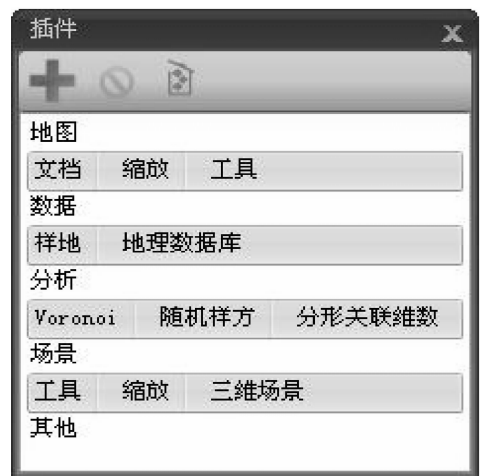 插件
地图
文档 缩放 工具
数据
样地 地理数据库
分析
Voronoi 随机样方 分形关联维数
场景
工具 缩放 三维场景
其他